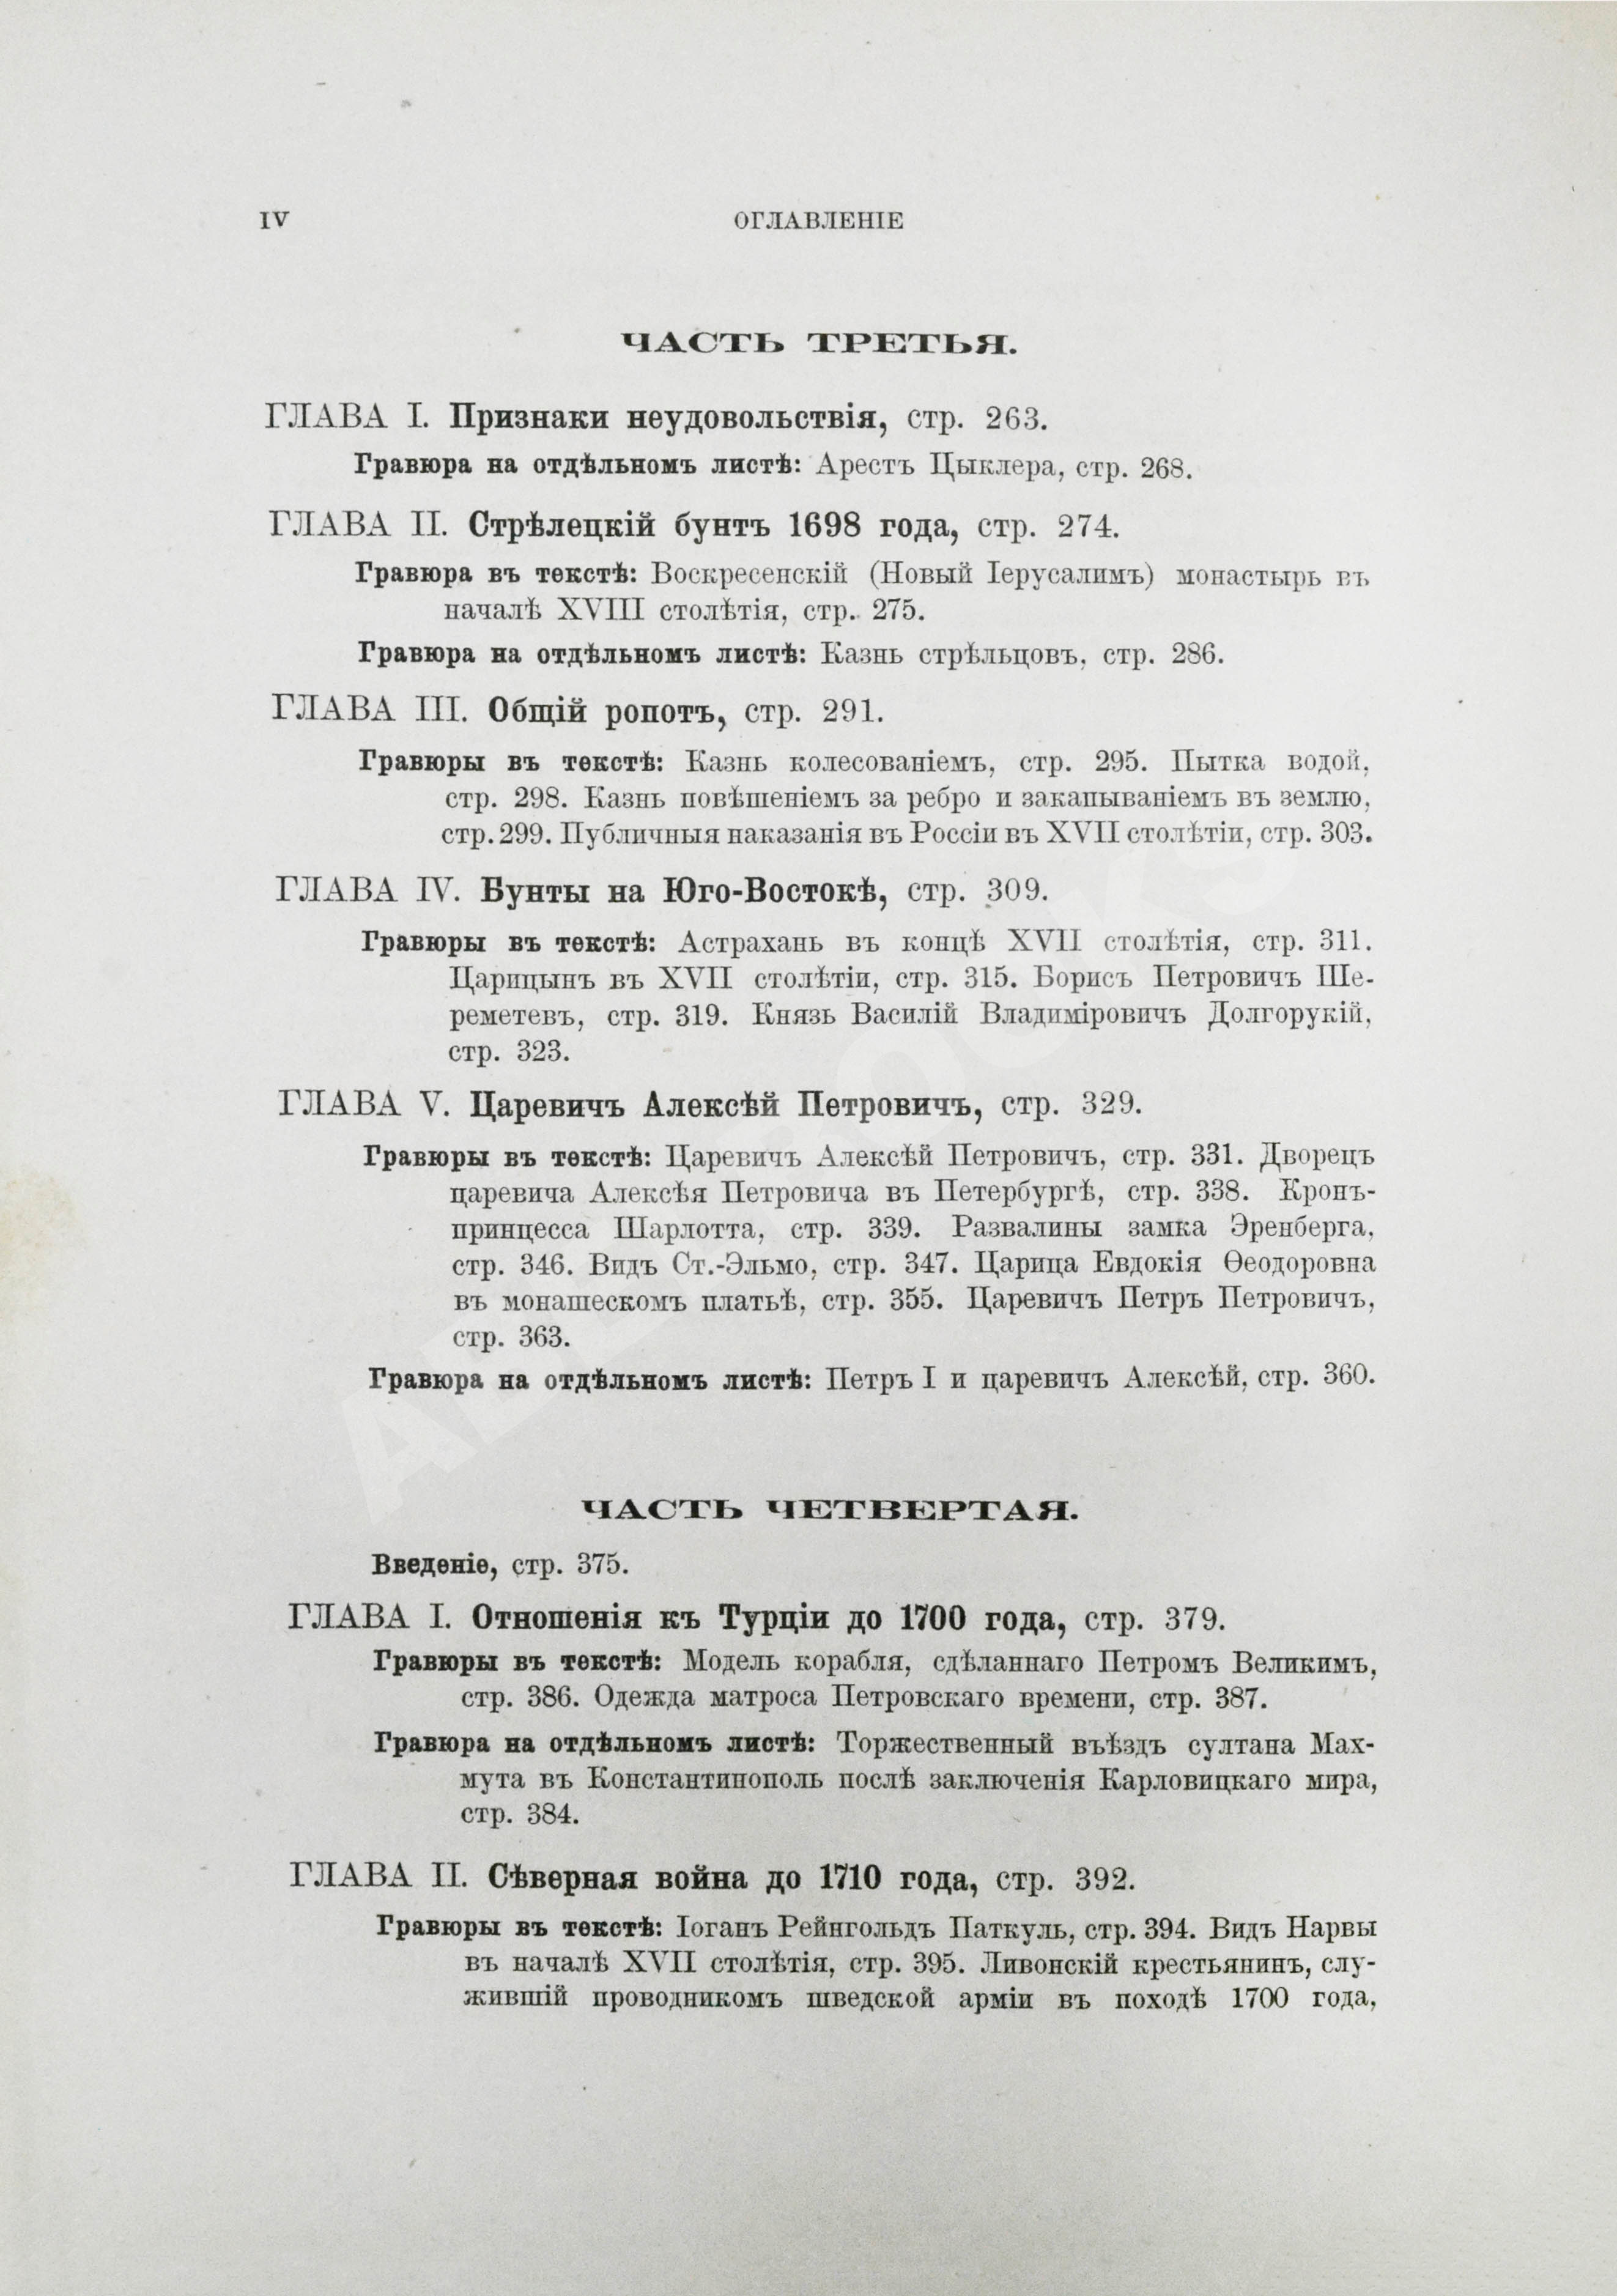 IV
ОГЛАВЛЕНІЕ
ЧАСТЬ ТРЕТЬЯ.
ГЛАВА I. Признаки неудовольствія, стр. 263.
Гравюра на отдѣльномъ листѣ: Арестъ Цыклера, стр. 268.
ГЛАВА II. Стрѣлецкій бунтъ 1698 года, стр. 274.
Гравюра въ текстѣ: Воскресенскій (Новый Іерусалимъ) монастырь въ
началѣ XVIII столѣтія, стр. 275.
Гравюра на отдѣльномъ листѣ: Казнь стрѣльцовъ, стр. 286.
ГЛАВА III. Общій ропотъ, стр. 291.
Гравюры въ текстѣ: Казнь колесованіемъ, стр. 295. Пытка водой,
стр. 298. Казнь повѣшеніемъ за ребро и закапываніемъ въ землю,
стр. 299. Публичныя наказанія въ Россіи въ XVII столѣтіи, стр. 303.
ГЛАВА IV. Бунты на Юго-Востокѣ, стр. 309.
Гравюры въ текстѣ: Астрахань въ концѣ XVII столѣтія, стр. 311.
Царицынъ въ XVII столѣтіи, стр. 315. Борисъ Петровичъ Ше-
реметевъ, стр. 319. Князь Василій Владиміровичъ Долгорукій,
стр. 323.
ГЛАВА V. Царевичъ Алексѣй Петровичъ, стр. 329.
Гравюры въ текстѣ: Царевичъ Алексѣй Петровичъ, стр. 331. Дворецъ
царевича Алексѣя Петровича въ Петербургѣ, стр. 338. Кронъ-
принцесса Шарлотта, стр. 339. Развалины замка Эренберга,
стр. 346. Видъ Ст.-Эльмо, стр. 347. Царица Евдокія Ѳеодоровна
въ монашескомъ платьѣ, стр. 355. Царевичъ Петръ Петровичъ,
стр. 363.
Гравюра на отдѣльномъ листѣ: Петръ I и царевичъ Алексѣй, стр. 360.
ЧАСТЬ ЧЕТВЕРТАЯ.
Введеніе, стр. 375.
ГЛАВА I. Отношенія къ Турціи до 1700 года, стр. 379.
Гравюры въ текстѣ: Модель корабля, сдѣланнаго Петромъ Великимъ,
стр. 386. Одежда матроса Петровскаго времени, стр. 387.
Гравюра на отдѣльномъ листѣ: Торжественный въѣздъ султана Мах-
мута въ Константинополь послѣ заключенія Карловицкаго мира,
стр. 384.
ГЛАВА II. Сѣверная война до 1710 года, стр. 392.
Гравюры въ текстѣ: Іоганъ Рейнгольдъ Паткуль, стр. 394. Видъ Нарвы
въ началѣ XVII столѣтія, стр. 395. Ливонскій крестьянинъ, слу-
жившій проводникомъ шведской арміи въ походѣ 1700 года,